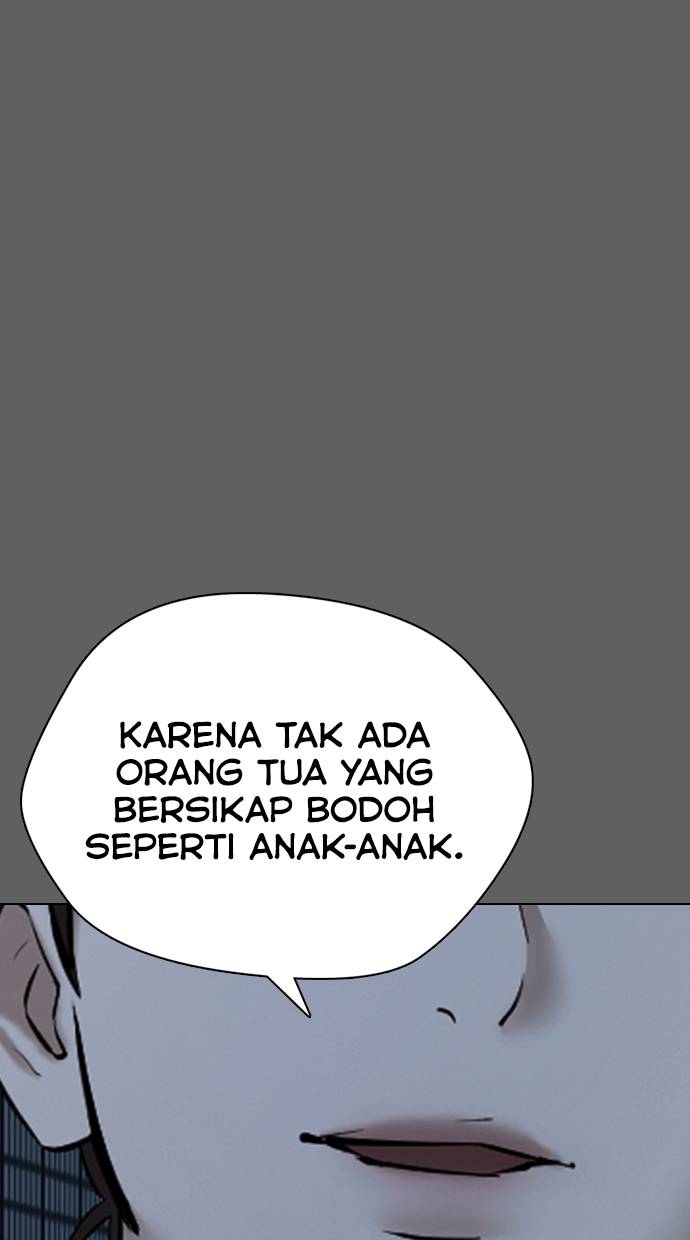 KARENA TAK ADA
ORANG TUA YANG
BERSIKAP BODOH
SEPERTI ANAK-ANAK.